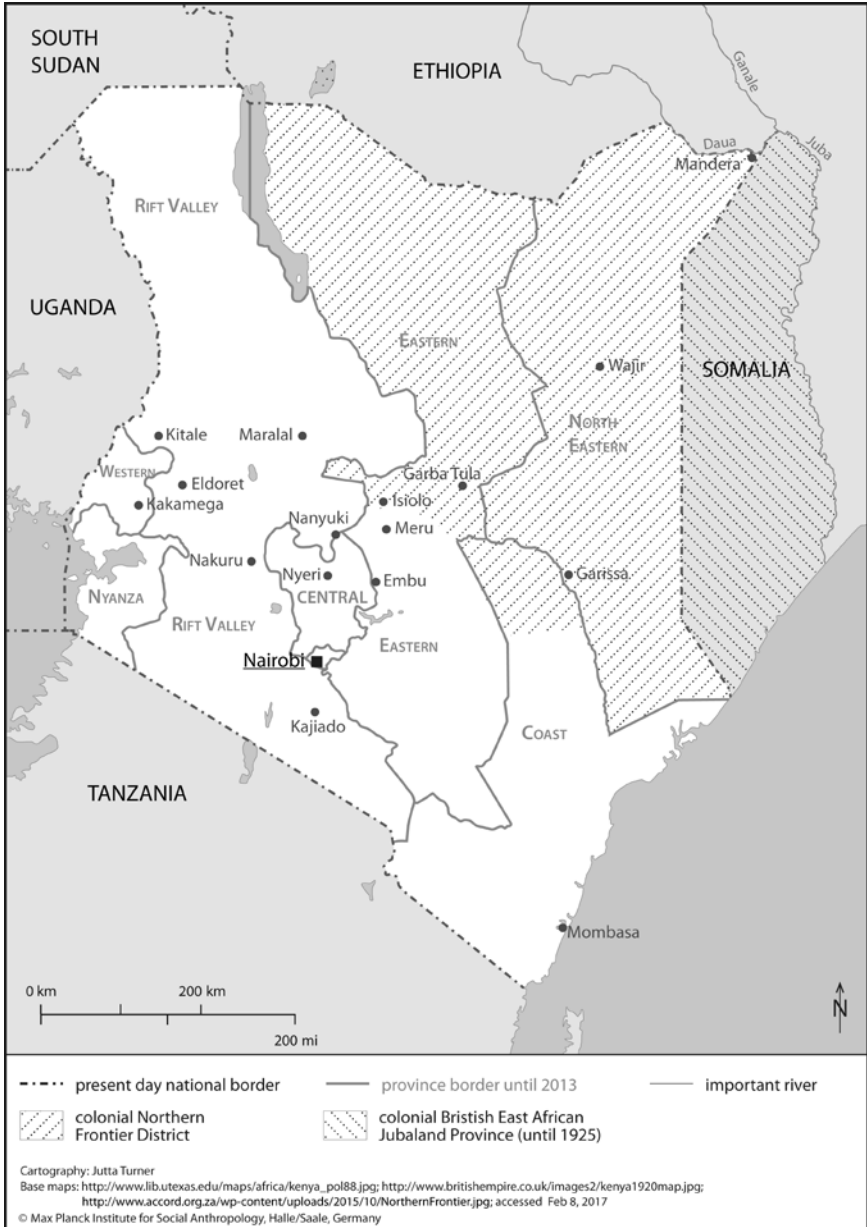 SOUTH
SUDAN
ETHIOPIA
Ganale
Daua
Juba
Mandera
RIFT VALLEY
UGANDA
EASTERN
Wajir
SOMALIA
NORTH
EASTERN
Kitale
Maralal
WESTERN
Eldoret
Garba Tula
Kakamega
Isiolo
Nanyuki
Meru
Nakuru
Nyeri
Embu
Garissa
NYANZA
CENTRAL
RIFT VALLEY
EASTERN
Nairobi
Kajiado
COAST
TANZANIA
Mombasa
0 km
200 km
200 mi
N
present day national border
province border until 2013
important river
colonial Northern
Frontier District
colonial Bristish East African
Jubaland Province (until 1925)
Cartography: Jutta Turner
Base maps: http://www.lib.utexas.edu/maps/africa/kenya_pol88.jpg; http://www.britishempire.co.uk/images2/kenya1920map.jpg;
http://www.accord.org.za/wp-content/uploads/2015/10/NorthernFrontier.jpg; accessed Feb 8, 2017
© Max Planck Institute for Social Anthropology, Halle/Saale, Germany